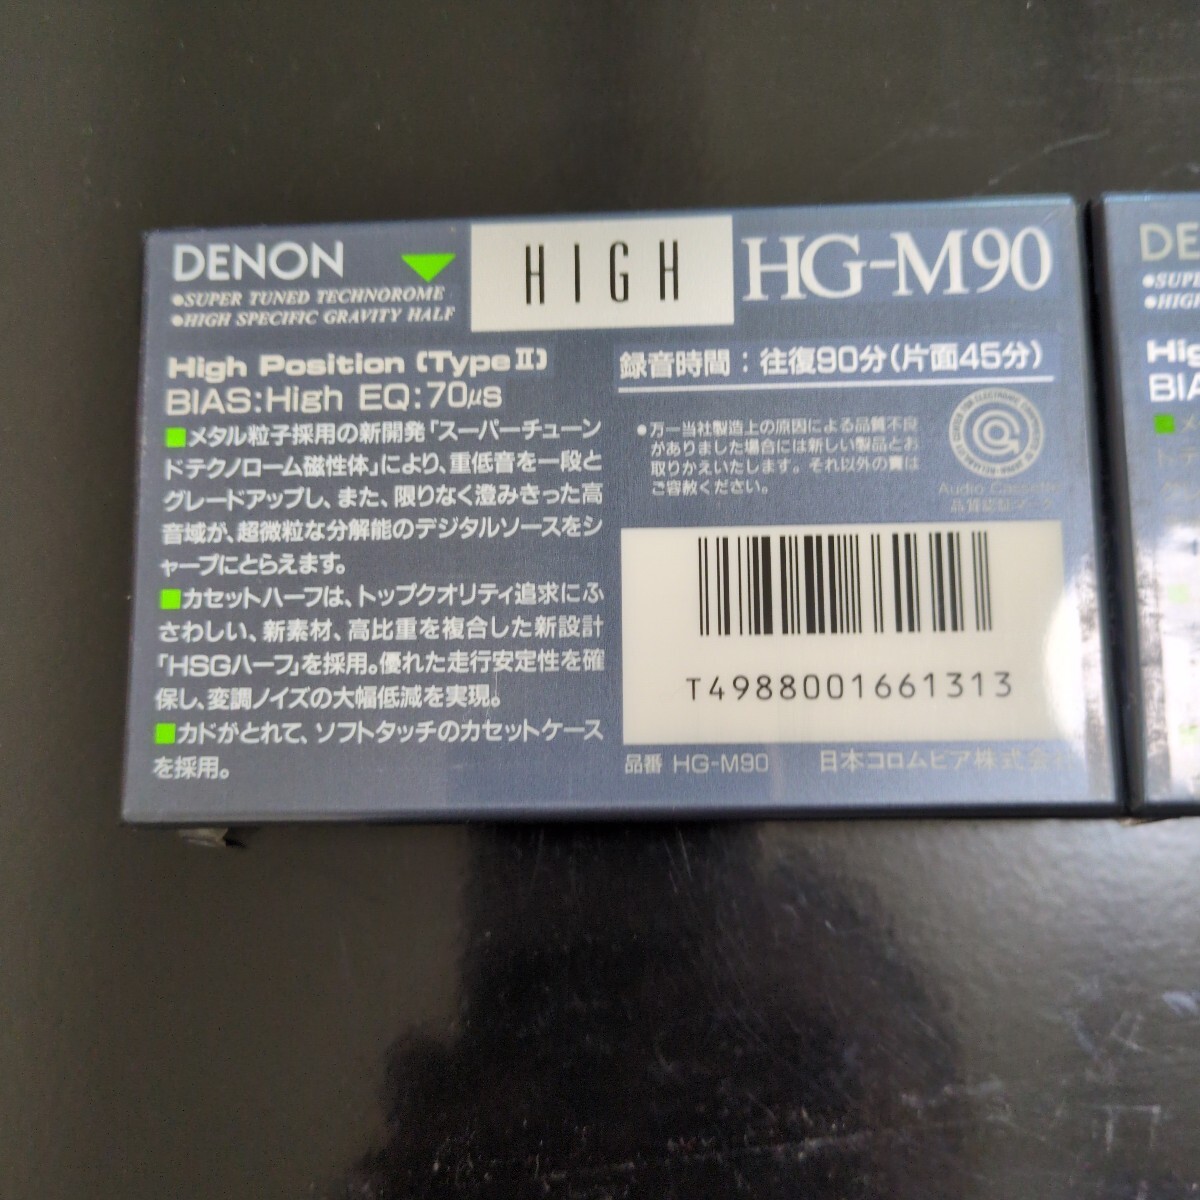 DENON
HIGH
HG-M90
●SUPER TUNED TECHNOROME
●HIGH SPECIFIC GRAVITY HALF
High Position (Type II)
BIAS:High EQ:70μs
■メタル粒子採用の新開発「スーパーチューン
ドテクノローム磁性体」により、重低音を一段と
グレードアップし、また、限りなく澄みきった高
音域が、超微粒な分解能のデジタルソースをシ
ャープにとらえます。
■カセットハーフは、トップクオリティ追求にふ
さわしい、新素材、高比重を複合した新設計
「HSGハーフ」を採用。優れた走行安定性を確
保し、変調ノイズの大幅低減を実現。
■カドがとれて、ソフトタッチのカセットケース
を採用。
録音時間：往復90分(片面45分)
●万一当社製造上の原因による品質不良
がありました場合には新しい製品とお
取りかえいたします。それ以外の責は
ご容赦ください。
Audio Cassette
品質認証マーク
T4988001661313
品番 HG-M90
日本コロムビア株式会
DE
●SUPE
●HIGH
Hig
BIA
■メ
ドテ